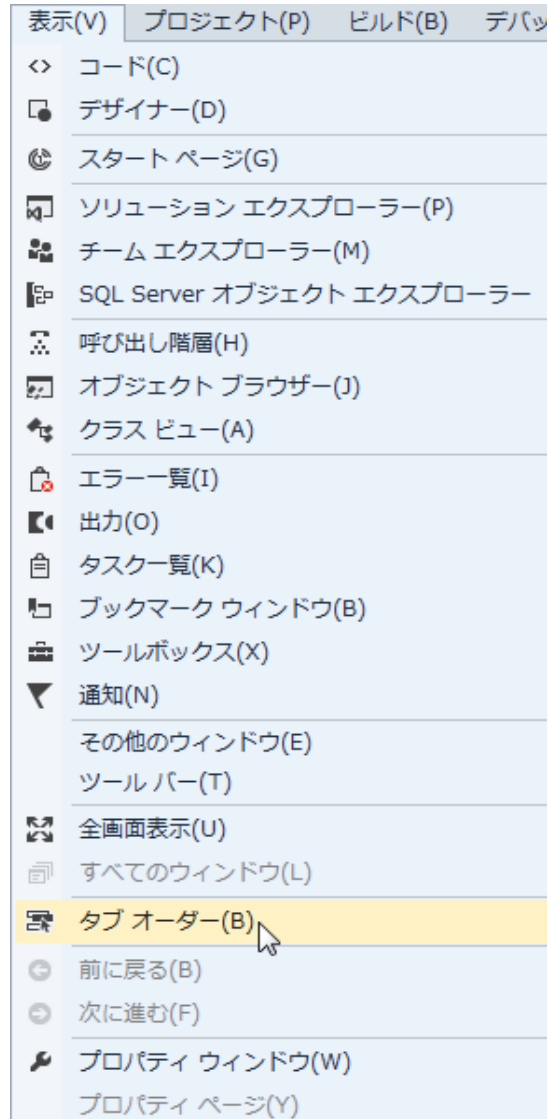 表示(V) プロジェクト(P) ビルド(B) デバッ
コード(C)
デザイナー(D)
スタート ページ(G)
ソリューション エクスプローラー(P)
チーム エクスプローラー(M)
SQL Server オブジェクト エクスプローラー
呼び出し階層(H)
オブジェクト ブラウザー(J)
クラス ビュー(A)
エラー一覧(I)
出力(O)
タスク一覧(K)
ブックマーク ウィンドウ(B)
ツールボックス(X)
通知(N)
その他のウィンドウ(E)
ツール バー(T)
全画面表示(U)
すべてのウィンドウ(L)
タブ オーダー(B)
前に戻る(B)
次に進む(F)
プロパティ ウィンドウ(W)
プロパティ ページ(Y)